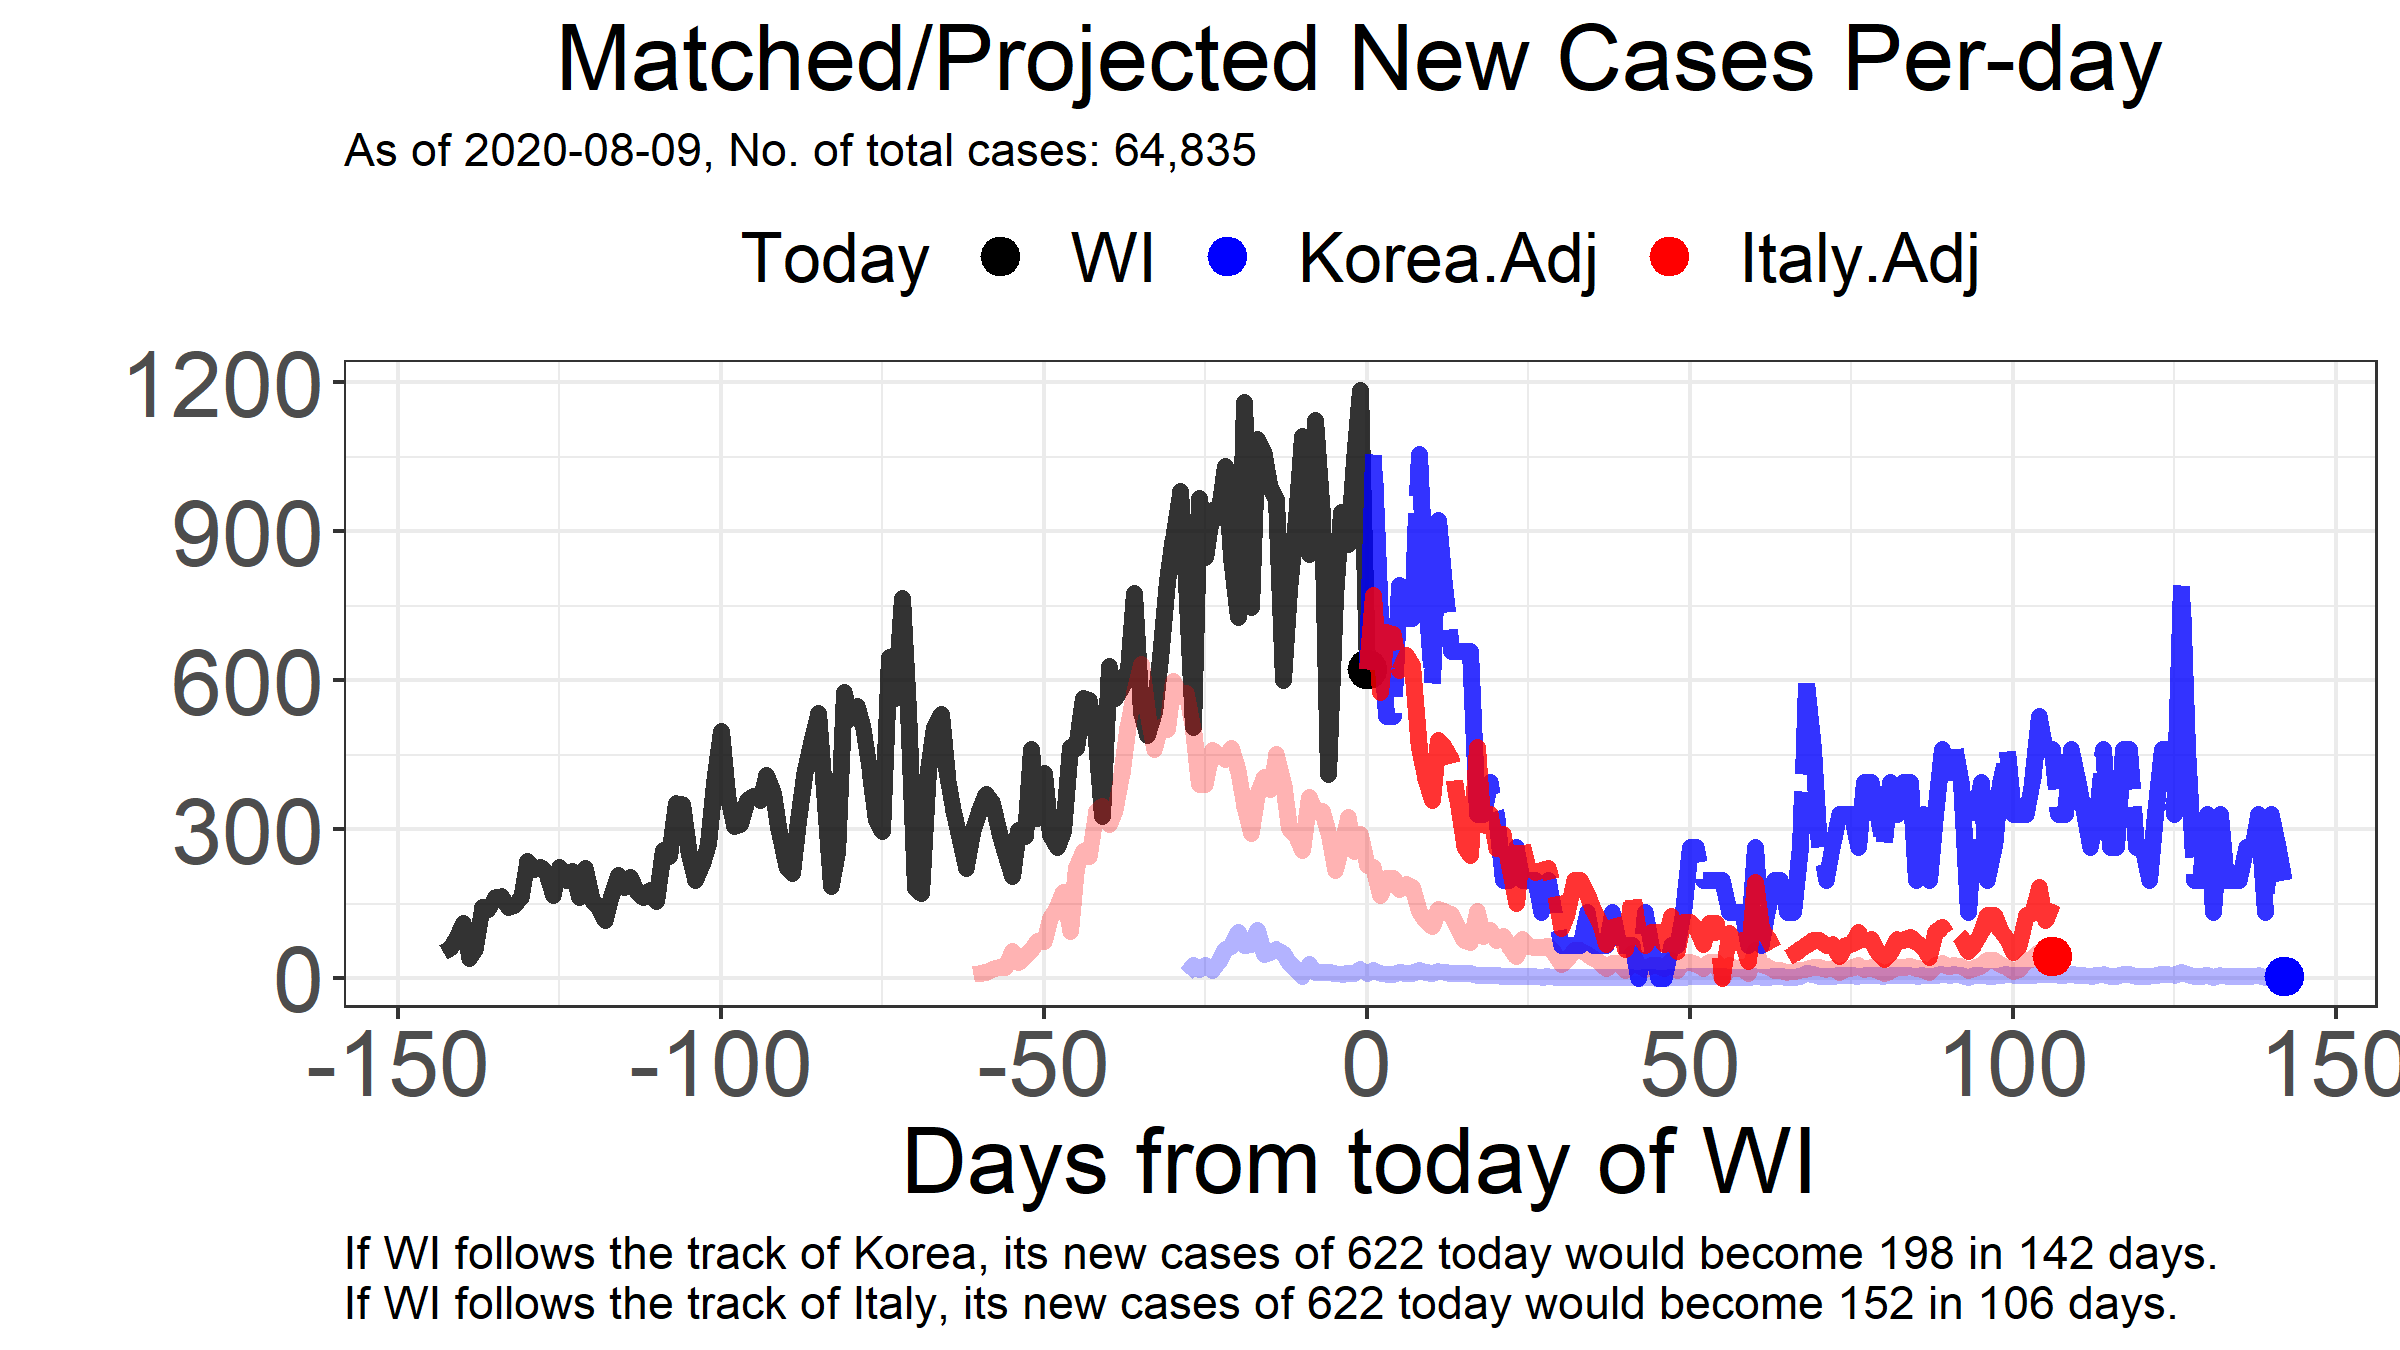 Matched/Projected New Cases Per-day
As of 2020-08-09, No. of total cases: 64,835
Today WI Korea.Adj Italy.Adj
1200
900
600
300
0
-150 -100 -50 0 50 100 150
Days from today of WI
If WI follows the track of Korea, its new cases of 622 today would become 198 in 142 days.
If WI follows the track of Italy, its new cases of 622 today would become 152 in 106 days.